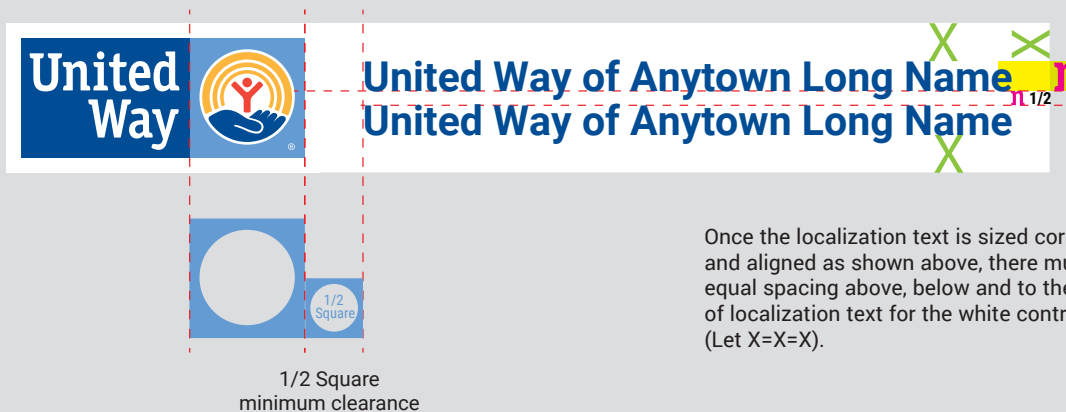 United
Way
®
United Way of Anytown Long Name
United Way of Anytown Long Name
X
X
n
n 1/2
X
1/2
Square
1/2 Square
minimum clearance
Once the localization text is sized cor
and aligned as shown above, there mu
equal spacing above, below and to the
of localization text for the white contr
(Let X=X=X).